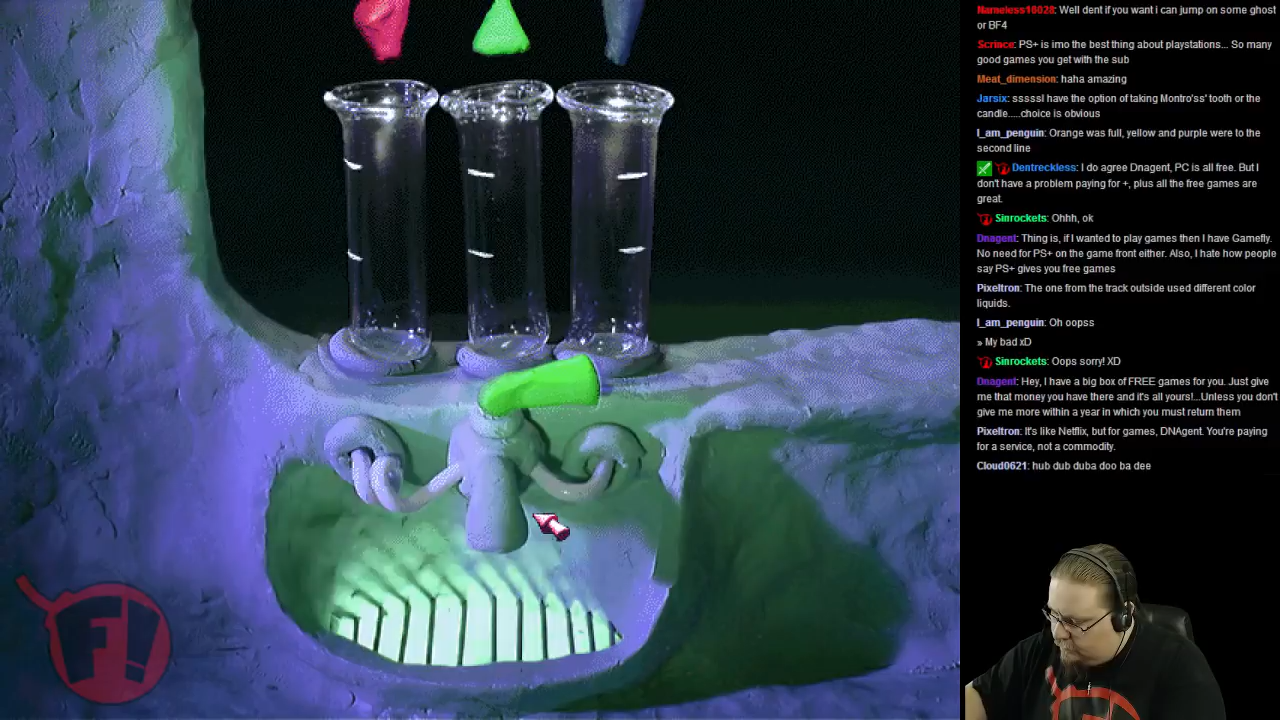 Nameless16028: Well dent if you want i can jump on some ghost
or BF4
Scrince: PS+ is imo the best thing about playstations... So many
good games you get with the sub
Meat_dimension: haha amazing
Jarsix: sssssI have the option of taking Montro'ss' tooth or the
candle.....choice is obvious
I_am_penguin: Orange was full, yellow and purple were to the
second line
Dentreckless: I do agree Dnagent, PC is all free. But I
don't have a problem paying for +, plus all the free games are
great.
Sinrockets: Ohhh, ok
Dnagent: Thing is, if I wanted to play games then I have Gamefly.
No need for PS+ on the game front either. Also, I hate how people
say PS+ gives you free games
Pixeltron: The one from the track outside used different color
liquids.
I_am_penguin: Oh oopss
» My bad xD
Sinrockets: Oops sorry! XD
Dnagent: Hey, I have a big box of FREE games for you. Just give
me that money you have there and it's all yours!...Unless you don't
give me more within a year in which you must return them
Pixeltron: It's like Netflix, but for games, DNAgent. You're paying
for a service, not a commodity.
Cloud0621: hub dub duba doo ba dee
F!